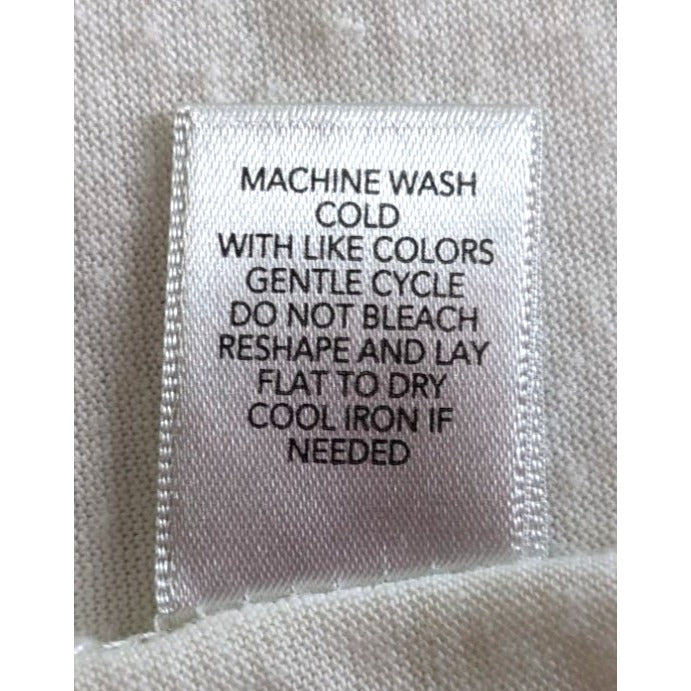 MACHINE WASH
COLD
WITH LIKE COLORS
GENTLE CYCLE
DO NOT BLEACH
RESHAPE AND LAY
FLAT TO DRY
COOL IRON IF
NEEDED